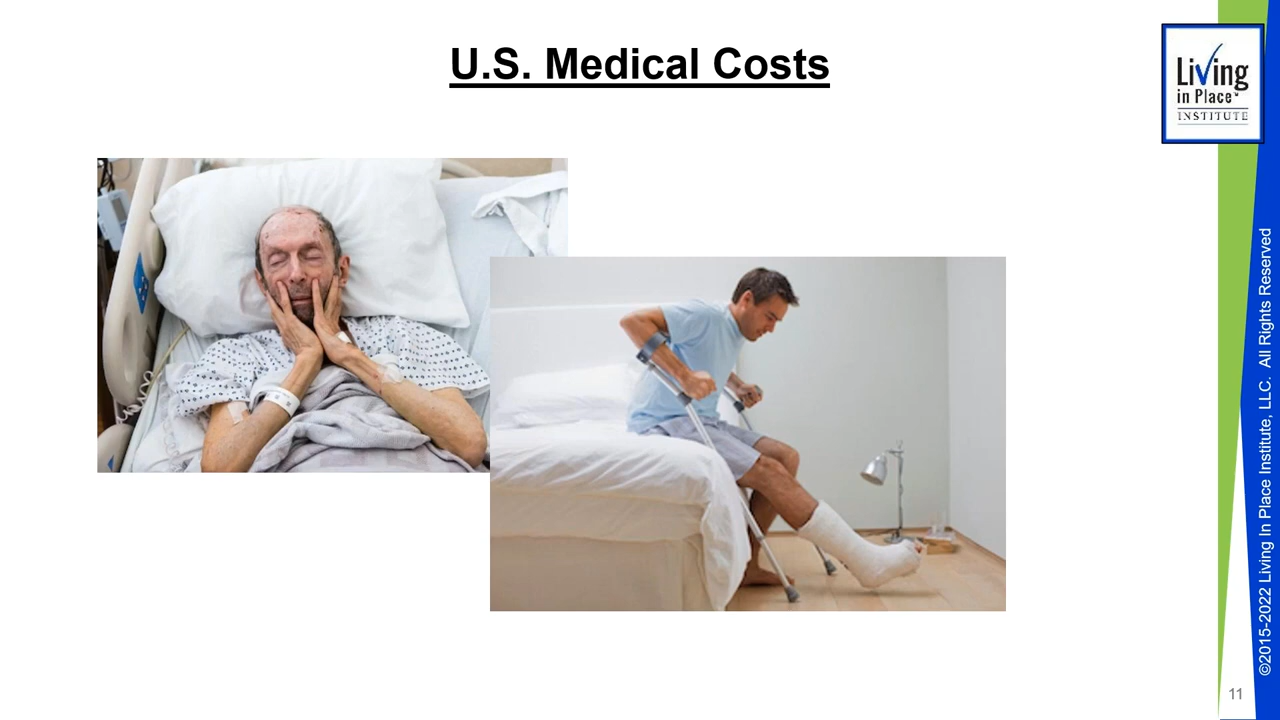 U.S. Medical Costs
Living
in Place
INSTITUTE
©2015-2022 Living In Place Institute, LLC. All Rights Reserved
11